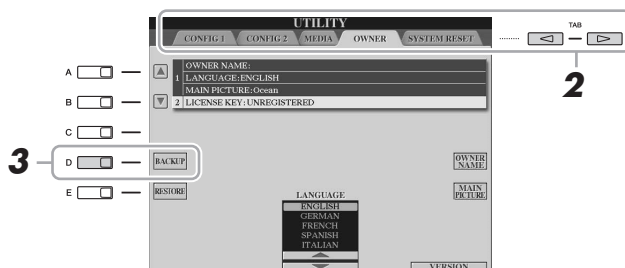 UTILITY
CONFIG 1 CONFIG 2 MEDIA OWNER SYSTEM RESET
TAB
2
OWNER NAME:
1 LANGUAGE:ENGLISH
MAIN PICTURE:Ocean
2 LICENSE KEY:UNREGISTERED
A
B
C
3
D
E
BACKUP
RESTORE
OWNER
NAME
MAIN
PICTURE
LANGUAGE
ENGLISH
GERMAN
FRENCH
SPANISH
ITALIAN
VERSION